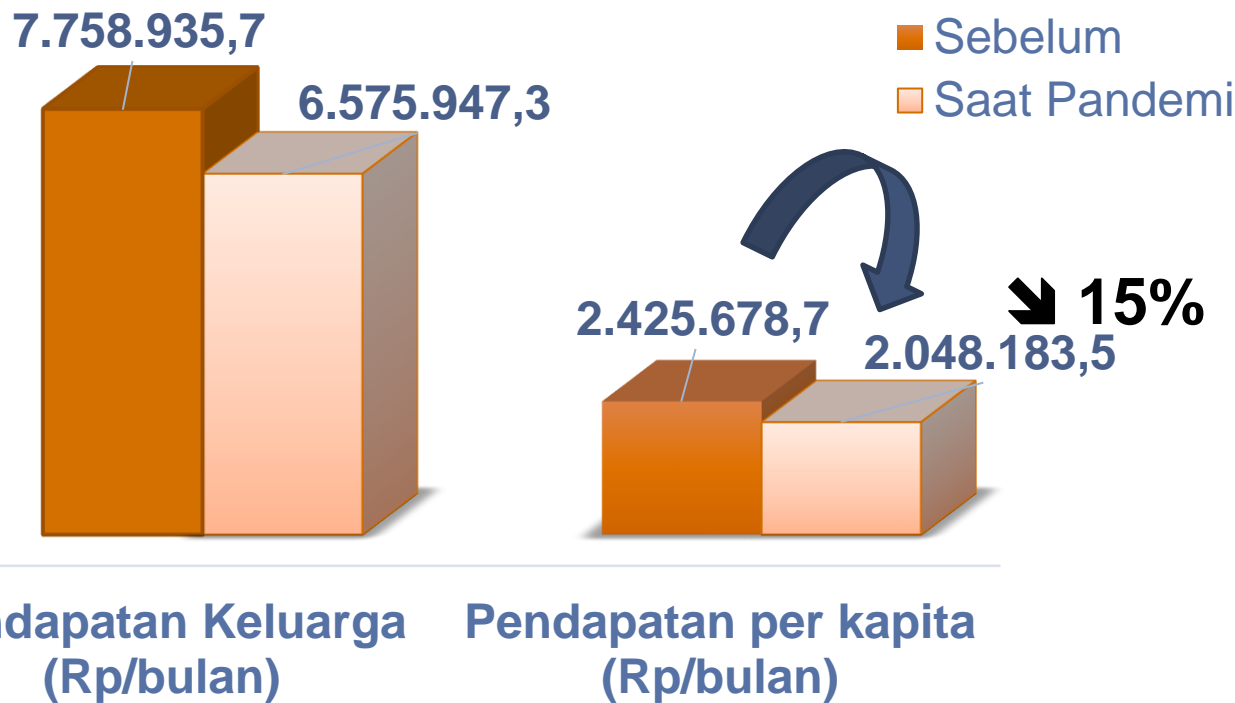 7.758.935,7
6.575.947,3
Sebelum
Saat Pandemi
2.425.678,7
2.048.183,5
15%
Keluarga
(Rp/bulan)
Pendapatan per kapita
(Rp/bulan)